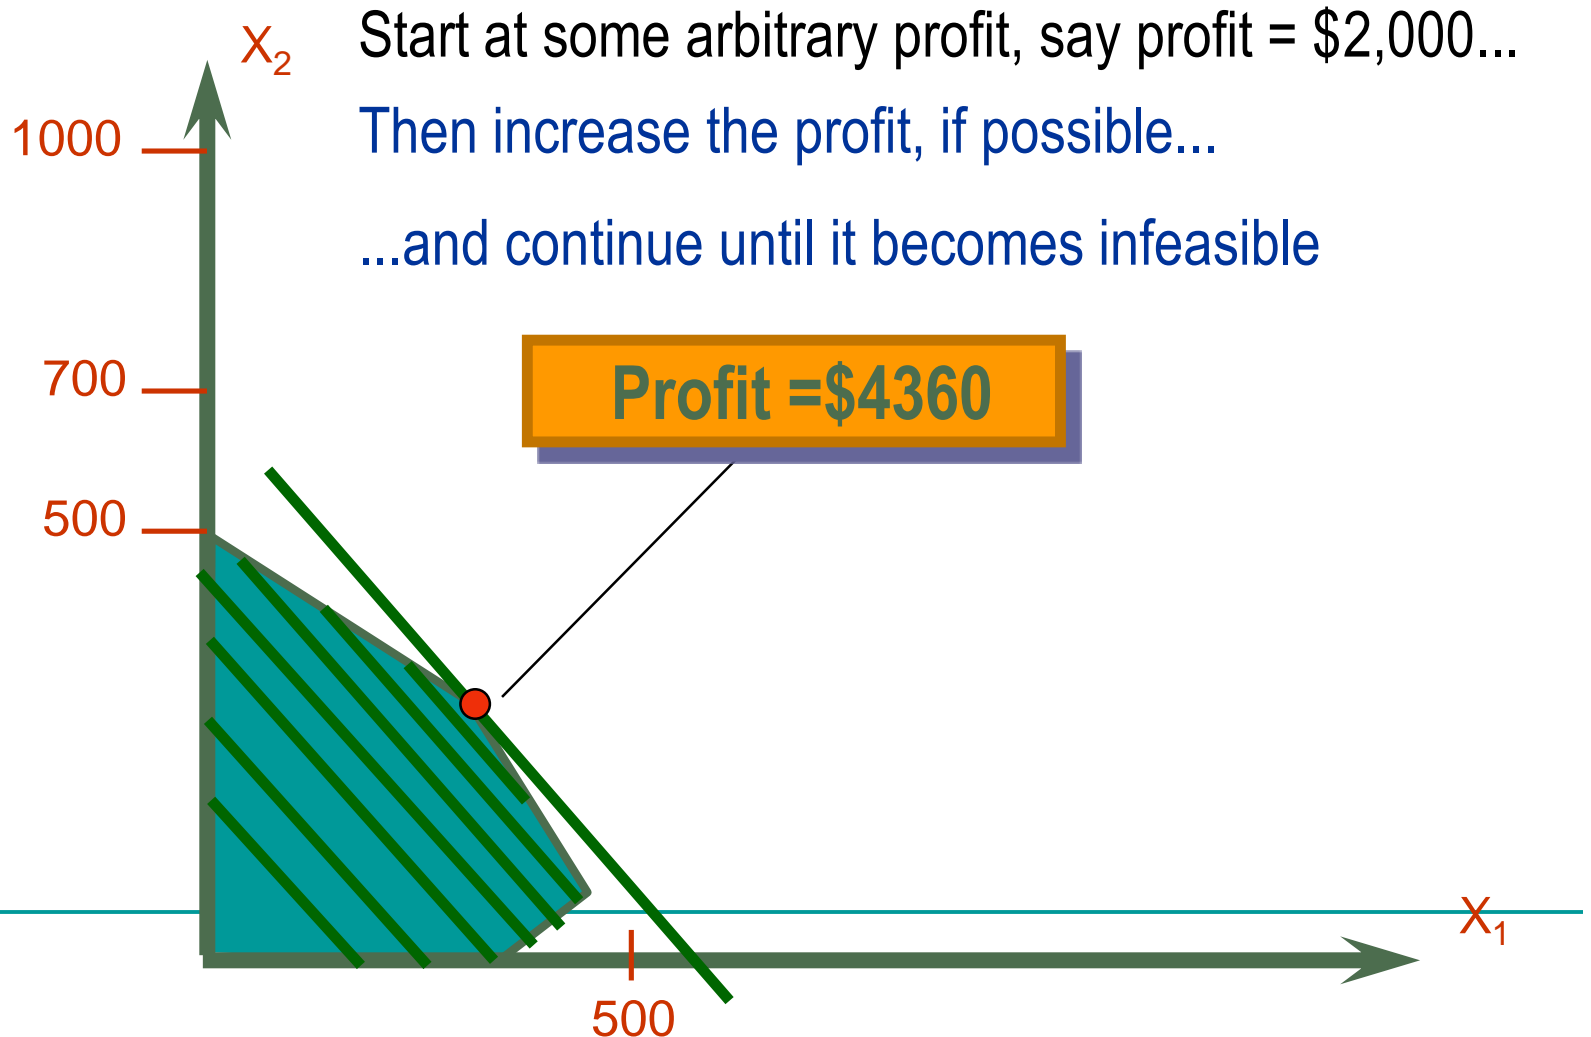 Start at some arbitrary profit, say profit = $2,000...
X₂
Then increase the profit, if possible...
1000
...and continue until it becomes infeasible
Profit =$4360
700
500
X₁
500